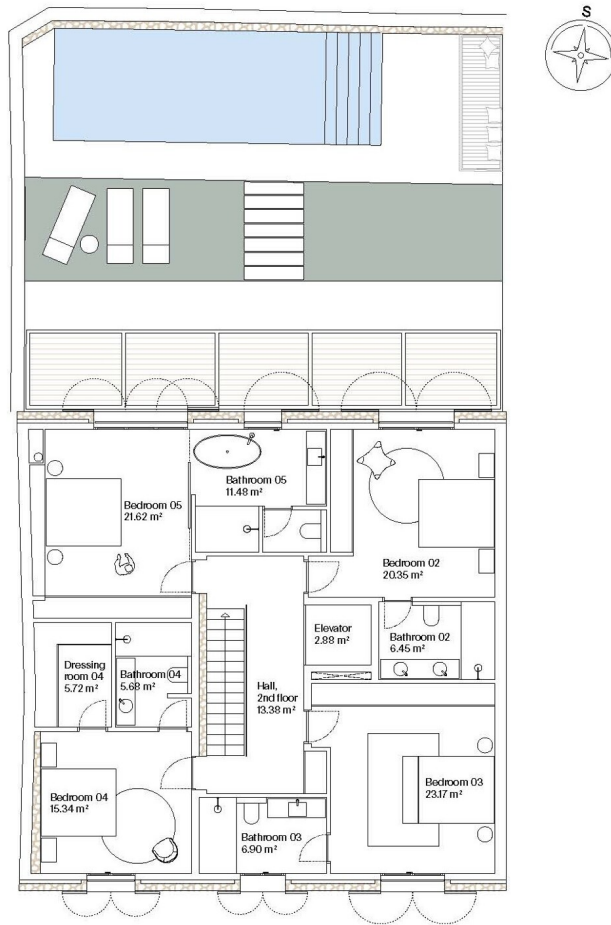 S
Bathroom 05
11.48 m²
Bedroom 05
21.62 m²
Bedroom 02
20.35 m²
Elevator
2.88 m²
Bathroom 02
6.45 m²
Dressing
room 04
5.72 m²
Bathroom 04
5.68 m²
Hall,
2nd floor
13.38 m²
Bedroom 04
15.34 m²
Bedroom 03
23.17 m²
Bathroom 03
6.90 m²